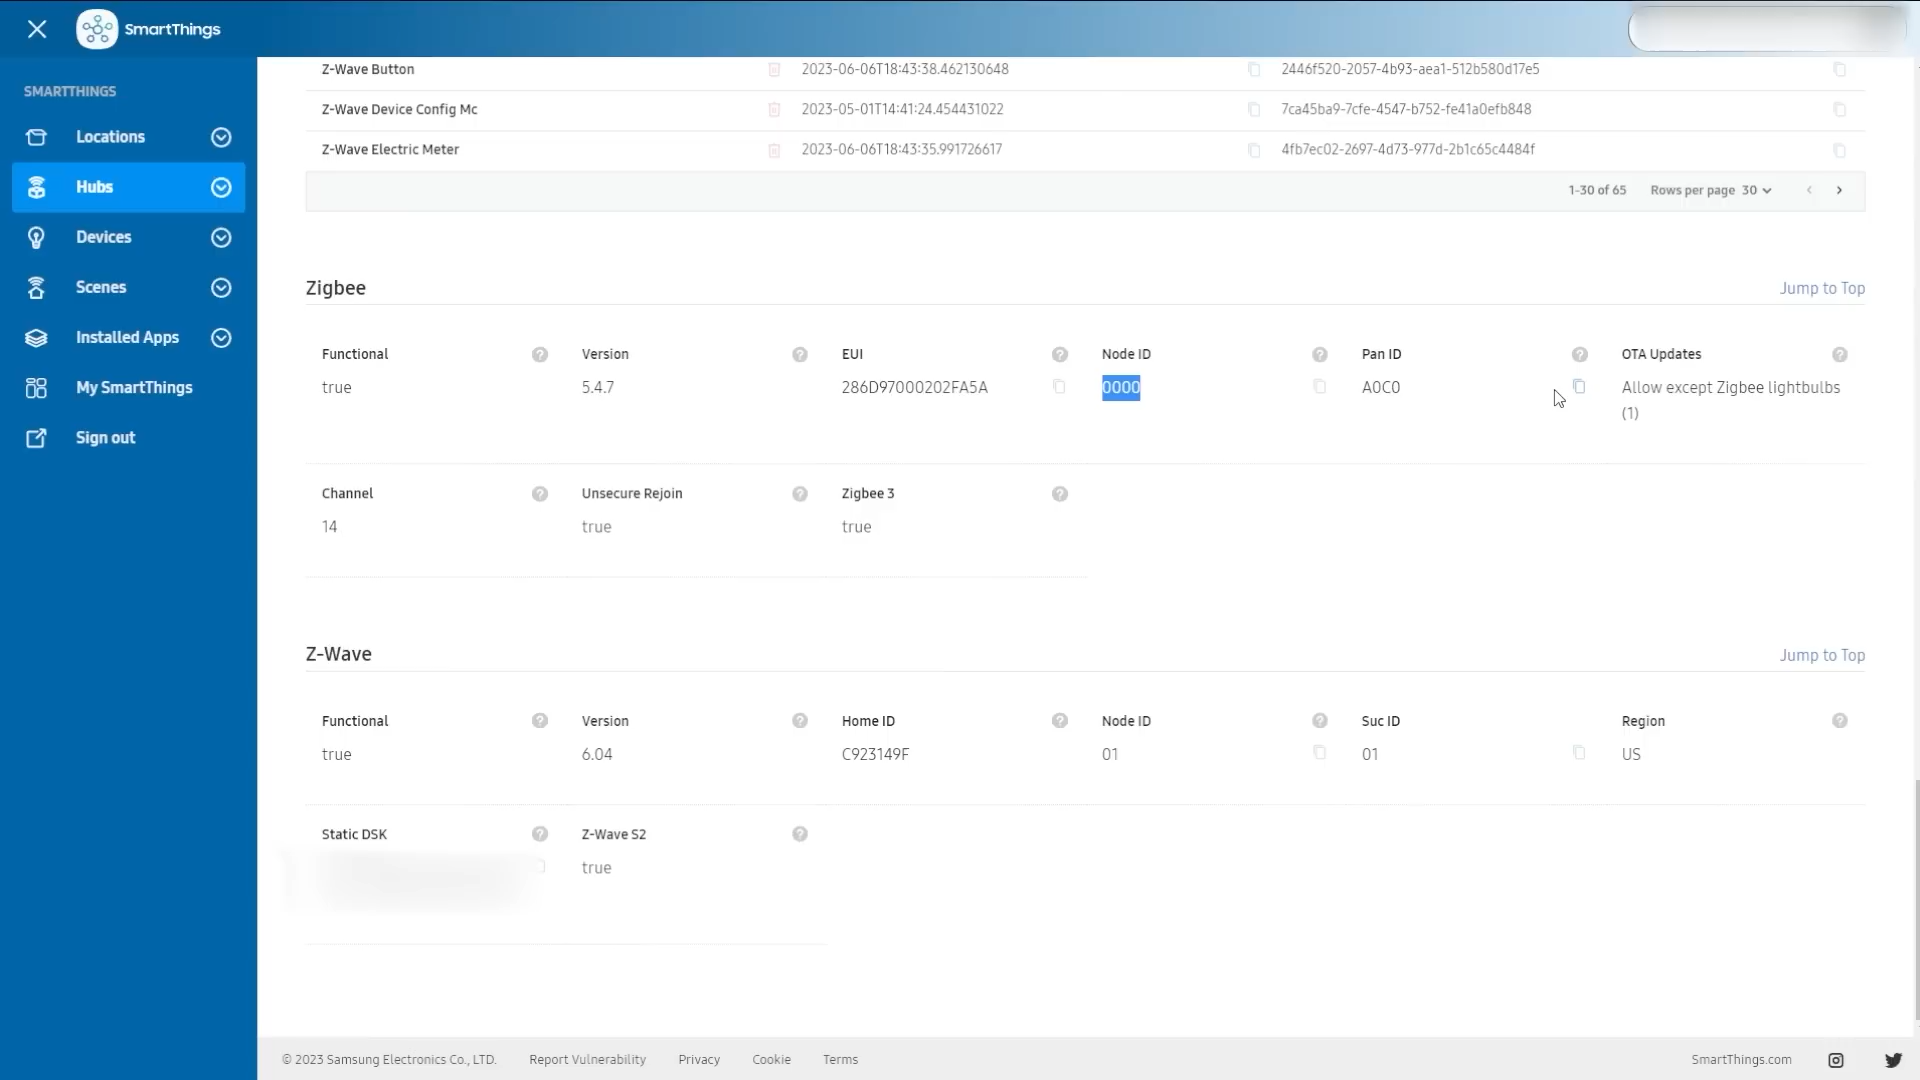 SmartThings
SMARTTHINGS
Locations
Hubs
Devices
Scenes
Installed Apps
My SmartThings
Sign out
Z-Wave Button 2023-06-06T18:43:38.462130648 2446f520-2057-4b93-aea1-512b580d17e5
Z-Wave Device Config Mc 2023-05-01T14:41:24.454431022 7ca45ba9-7cfe-4547-b752-fe41a0efb848
Z-Wave Electric Meter 2023-06-06T18:43:35.991726617 4fb7ec02-2697-4d73-977d-2b1c65c4484f
1-30 of 65 Rows per page 30
Zigbee Jump to Top
Functional Version EUI Node ID Pan ID OTA Updates
true 5.4.7 286D97000202FA5A 0000 A0C0 Allow except Zigbee lightbulbs
(1)
Channel Unsecure Rejoin Zigbee 3
14 true true
Z-Wave Jump to Top
Functional Version Home ID Node ID Suc ID Region
true 6.04 C923149F 01 01 US
Static DSK Z-Wave S2
true
© 2023 Samsung Electronics Co., LTD. Report Vulnerability Privacy Cookie Terms SmartThings.com